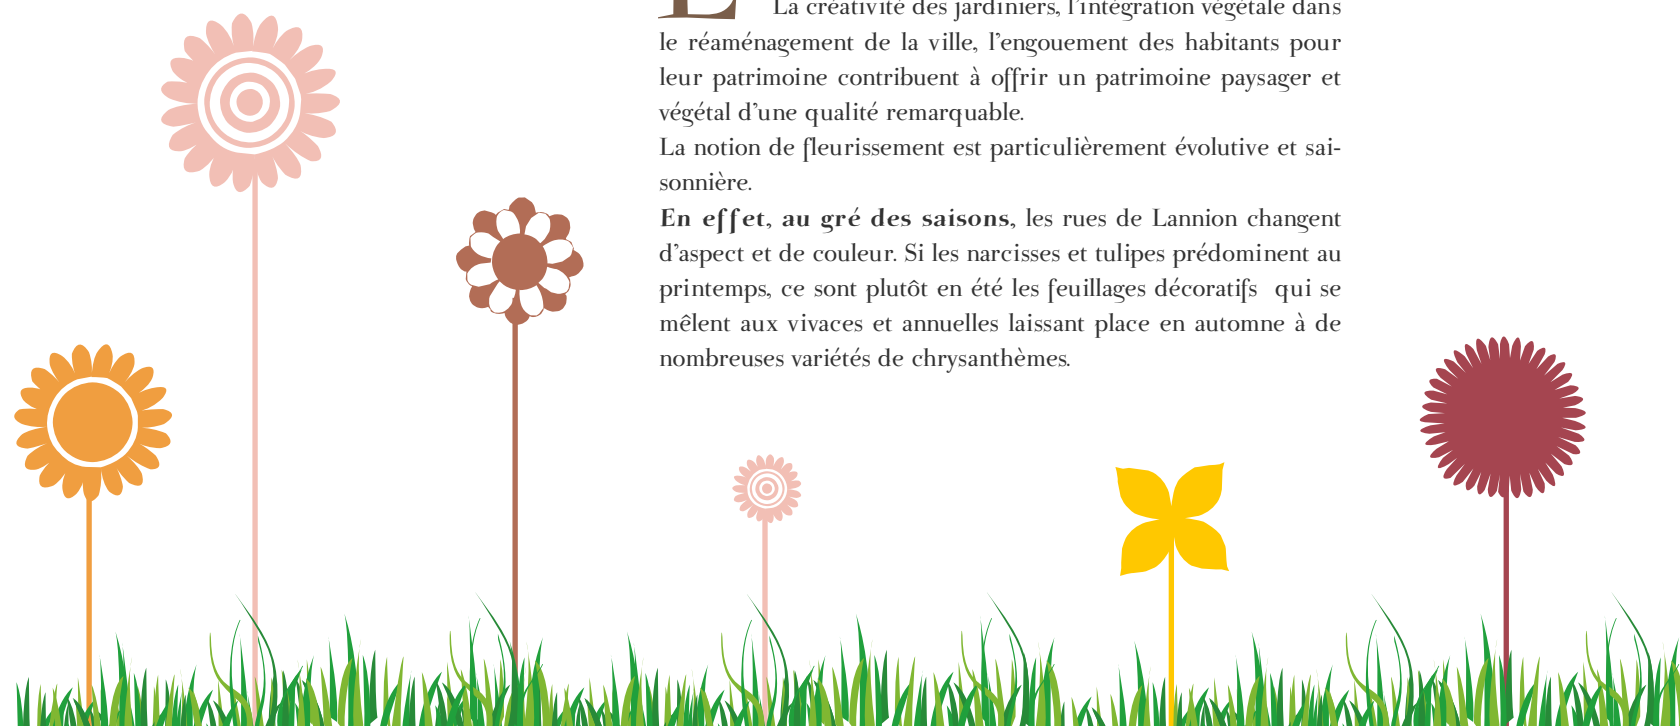 La créativité des jardiniers, l'intégration végétale dans
le réaménagement de la ville, l'engouement des habitants pour
leur patrimoine contribuent à offrir un patrimoine paysager et
végétal d'une qualité remarquable.
La notion de fleurissement est particulièrement évolutive et sai-
sonnière.
En effet, au gré des saisons, les rues de Lannion changent
d'aspect et de couleur. Si les narcisses et tulipes prédominent au
printemps, ce sont plutôt en été les feuillages décoratifs  qui se
mêlent aux vivaces et annuelles laissant place en automne à de
nombreuses variétés de chrysanthèmes.